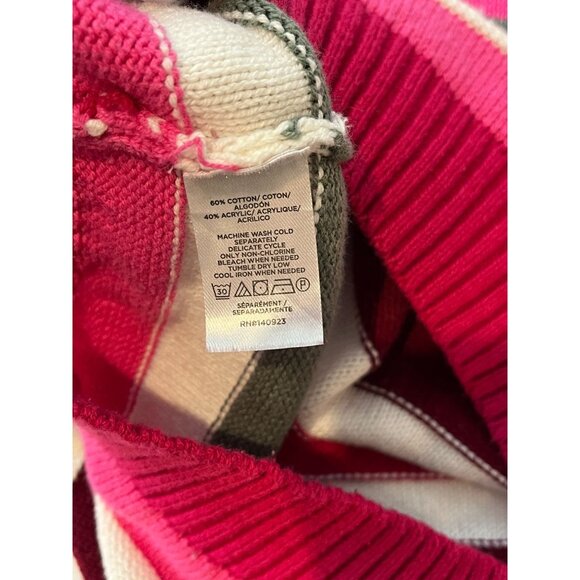 60% COTTON/ COTON/
ALGODÓN
40% ACRYLIC/ ACRYLIQUE/
ACRÍLICO
MACHINE WASH COLD
SEPARATELY
DELICATE CYCLE
ONLY NON-CHLORINE
BLEACH WHEN NEEDED
TUMBLE DRY LOW
COOL IRON WHEN NEEDED
30 P
SÉPARÉMENT /
SEPARADAMENTE
RN#140923